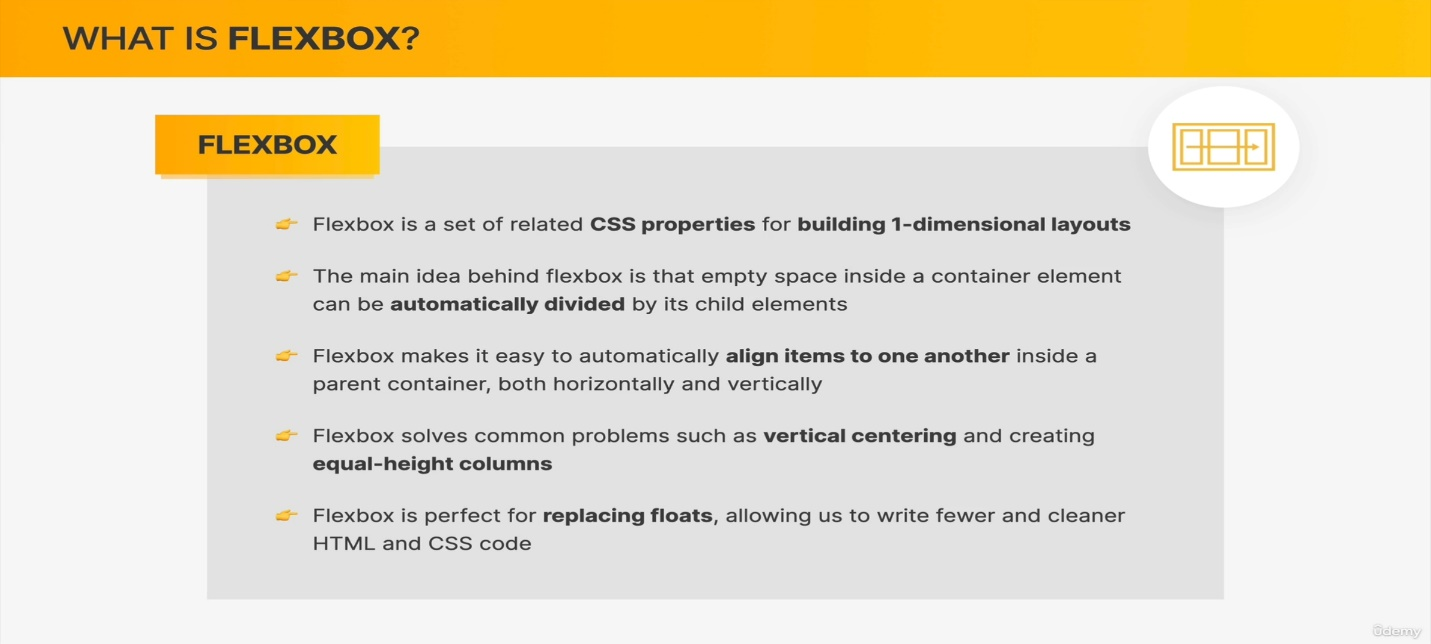 WHAT IS FLEXBOX?
FLEXBOX
👉 Flexbox is a set of related CSS properties for building 1-dimensional layouts
👉 The main idea behind flexbox is that empty space inside a container element
can be automatically divided by its child elements
👉 Flexbox makes it easy to automatically align items to one another inside a
parent container, both horizontally and vertically
👉 Flexbox solves common problems such as vertical centering and creating
equal-height columns
👉 Flexbox is perfect for replacing floats, allowing us to write fewer and cleaner
HTML and CSS code
ûdemy